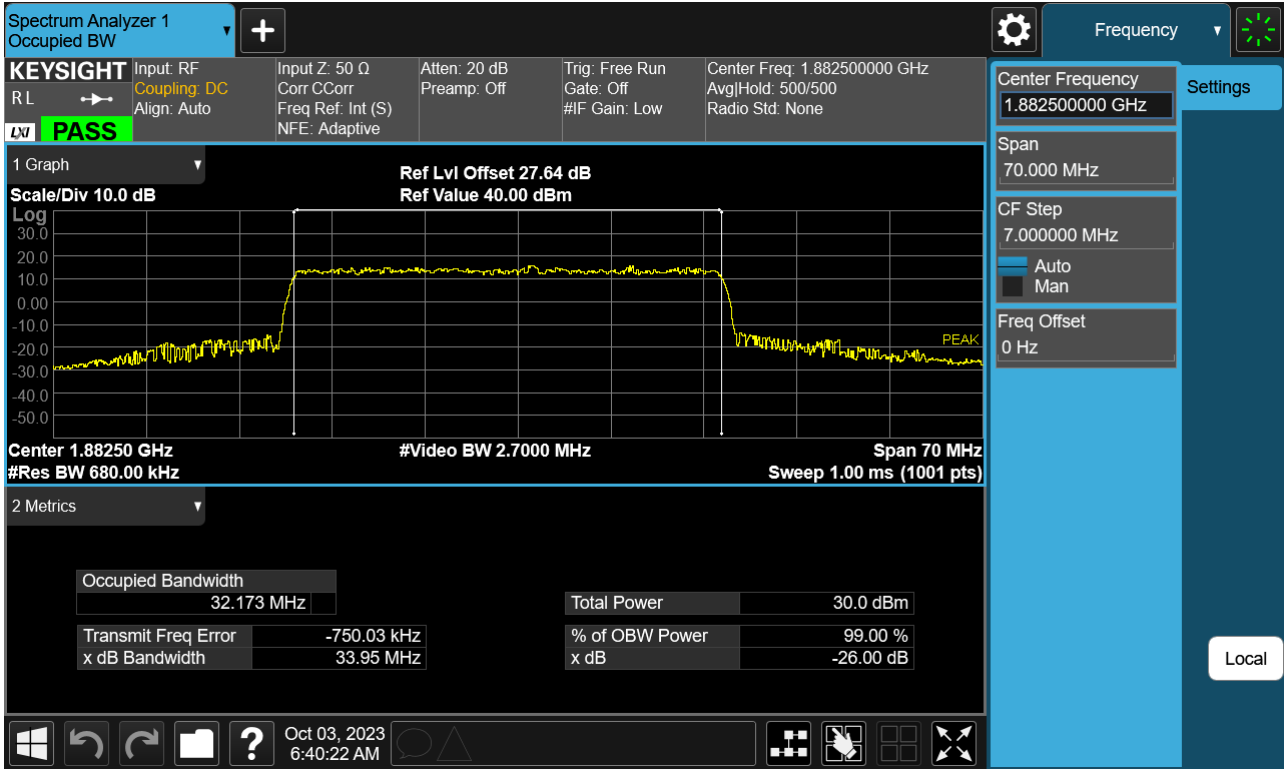 Spectrum Analyzer 1
Occupied BW
Frequency
KEYSIGHT
R L
LXI
PASS
Input: RF
Coupling: DC
Align: Auto
Input Z: 50 Ω
Corr CCorr
Freq Ref: Int (S)
NFE: Adaptive
Atten: 20 dB
Preamp: Off
Trig: Free Run
Gate: Off
#IF Gain: Low
Center Freq: 1.882500000 GHz
Avg|Hold: 500/500
Radio Std: None
Center Frequency
1.882500000 GHz
Settings
Span
70.000 MHz
CF Step
7.000000 MHz
Auto
Man
Freq Offset
0 Hz
Local
1 Graph
Scale/Div 10.0 dB
Ref Lvl Offset 27.64 dB
Ref Value 40.00 dBm
Log
30.0
20.0
10.0
0.00
-10.0
-20.0
-30.0
-40.0
-50.0
PEAK
Center 1.88250 GHz
#Video BW 2.7000 MHz
Span 70 MHz
#Res BW 680.00 kHz
Sweep 1.00 ms (1001 pts)
2 Metrics
Occupied Bandwidth
32.173 MHz
Total Power 30.0 dBm
Transmit Freq Error -750.03 kHz
% of OBW Power 99.00 %
x dB Bandwidth 33.95 MHz
x dB -26.00 dB
?
Oct 03, 2023
6:40:22 AM